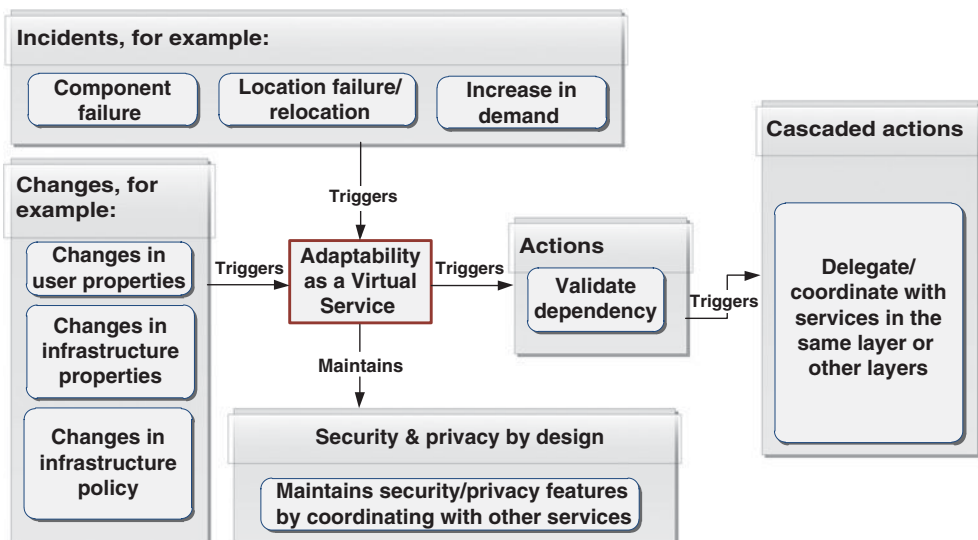 Incidents, for example:
Component
failure
Location failure/
relocation
Increase in
demand
Triggers
Changes, for
example:
Changes in
user properties
Changes in
infrastructure
properties
Changes in
infrastructure
policy
Triggers
Adaptability
as a Virtual
Service
Triggers
Actions
Validate
dependency
Triggers
Cascaded actions
Delegate/
coordinate with
services in the
same layer or
other layers
Maintains
Security & privacy by design
Maintains security/privacy features
by coordinating with other services